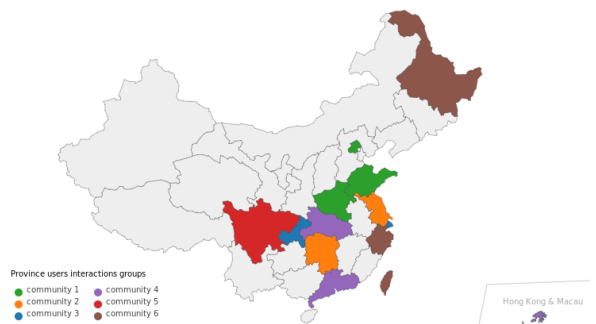 Province users interactions groups
community 1
community 2
community 3
community 4
community 5
community 6
Hong Kong & Macau